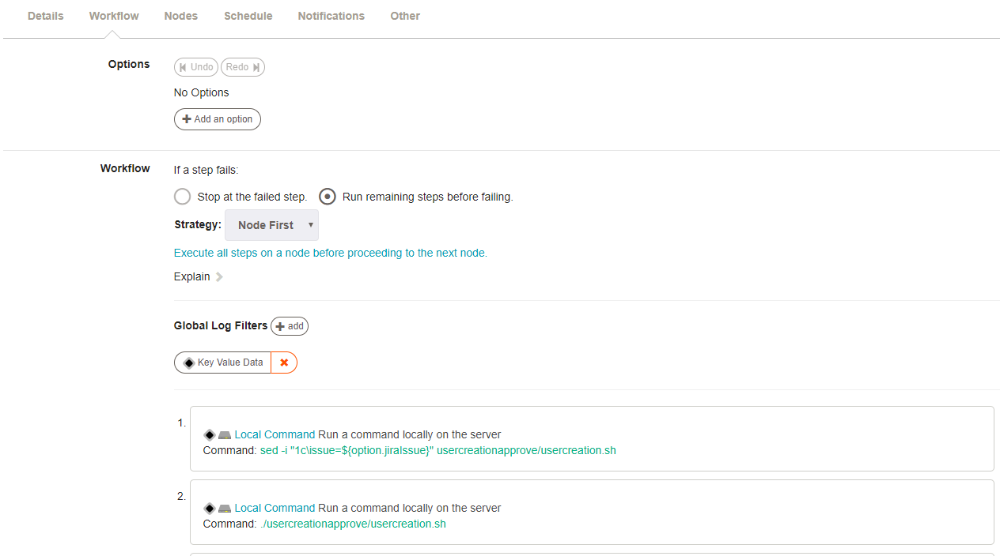 Details Workflow Nodes Schedule Notifications Other
Options
Undo Redo
No Options
Add an option
Workflow
If a step fails:
Stop at the failed step. Run remaining steps before failing.
Strategy: Node First
Execute all steps on a node before proceeding to the next node.
Explain
Global Log Filters add
Key Value Data
1.
Local Command Run a command locally on the server
Command: sed -i "1c\issue=${option.jiraIssue}" usercreationapprove/usercreation.sh
2.
Local Command Run a command locally on the server
Command: ./usercreationapprove/usercreation.sh